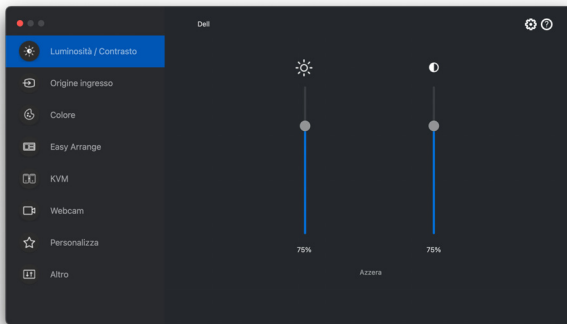 Dell
Luminosità / Contrasto
Origine ingresso
Colore
Easy Arrange
KVM
Webcam
Personalizza
Altro
75%
75%
Azzera